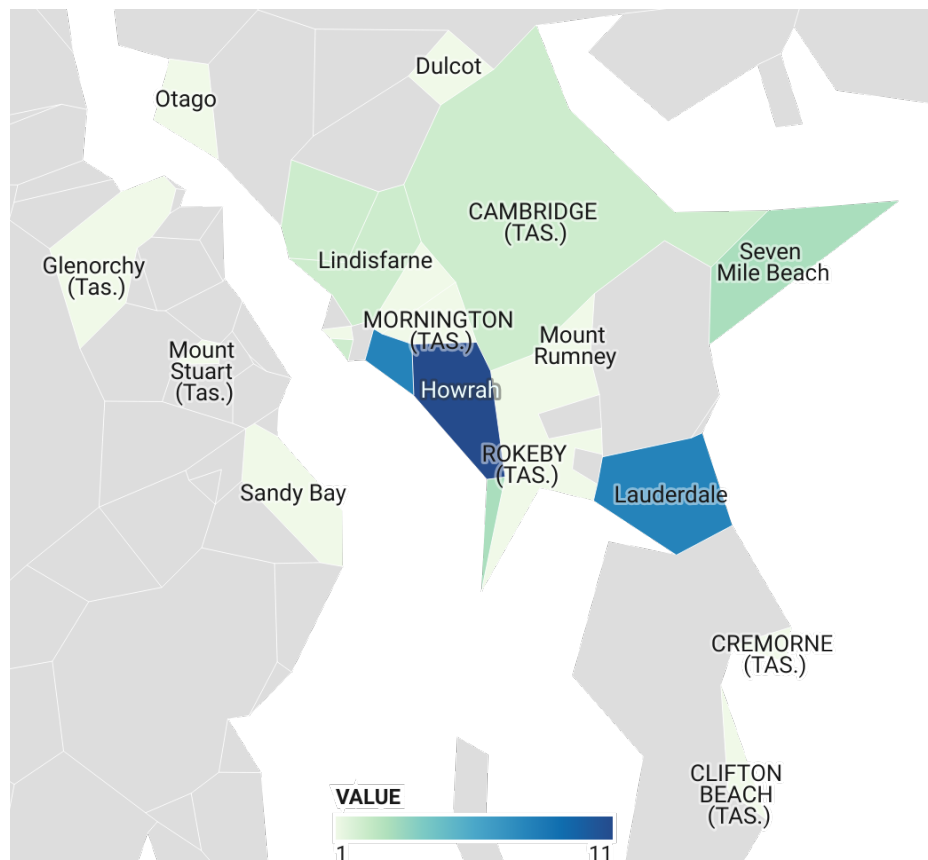 Dulcot
Otago
CAMBRIDGE
(TAS.)
Lindisfarne
Seven
Mile Beach
Glenorchy
(Tas.)
MORNINGTON
(TAS.)
Mount
Rumney
Mount
Stuart
(Tas.)
Howrah
ROKEBY
(TAS.)
Sandy Bay
Lauderdale
CREMORNE
(TAS.)
CLIFTON
BEACH
(TAS.)
VALUE
1 11